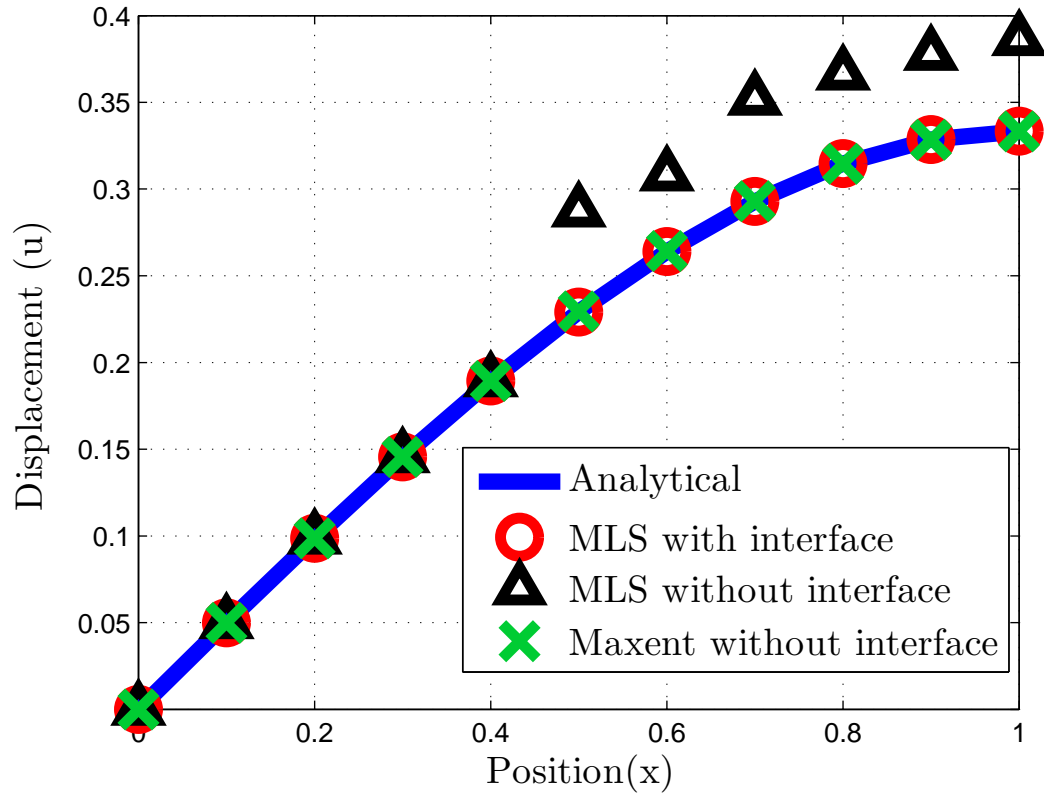 0.4
0.35
0.3
0.25
0.2
0.15
0.1
0.05
0
0.2
0.4
0.6
0.8
1
Displacement (u)
Position(x)
Analytical
MLS with interface
MLS without interface
Maxent without interface